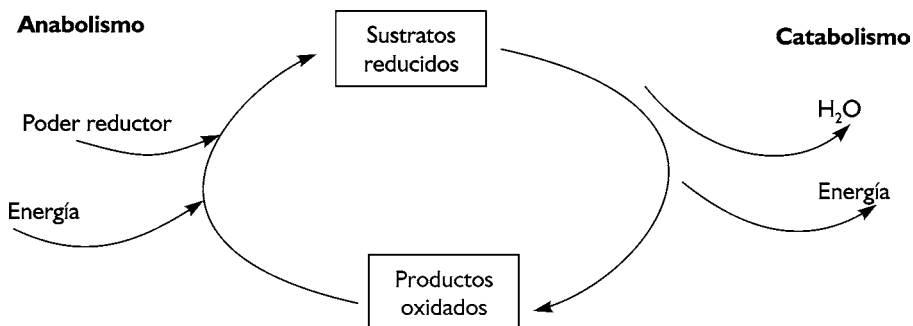 Anabolismo
Sustratos
reducidos
Catabolismo
Poder reductor
H₂O
Energía
Energía
Productos
oxidados